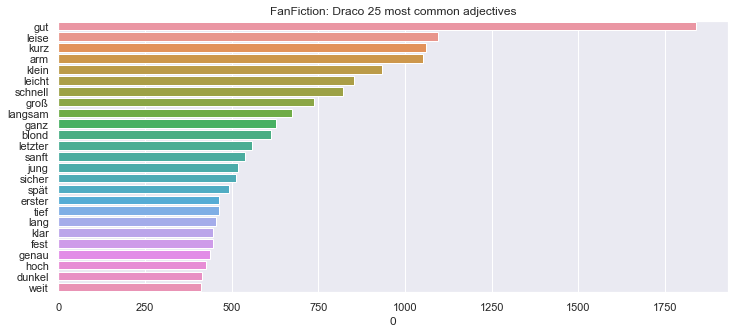 FanFiction: Draco 25 most common adjectives
gut
leise
kurz
arm
klein
leicht
schnell
groß
langsam
ganz
blond
letzter
sanft
jung
sicher
spät
erster
tief
lang
klar
fest
genau
hoch
dunkel
weit
0 250 500 750 1000 1250 1500 1750
0